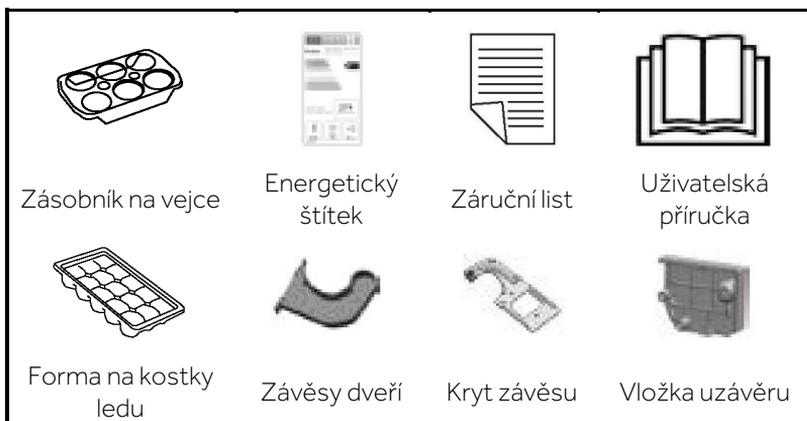 Zásobník na vejce
Energetický
štítek
Záruční list
Uživatelská
příručka
Forma na kostky
ledu
Závěsy dveří
Kryt závěsu
Vložka uzávěru